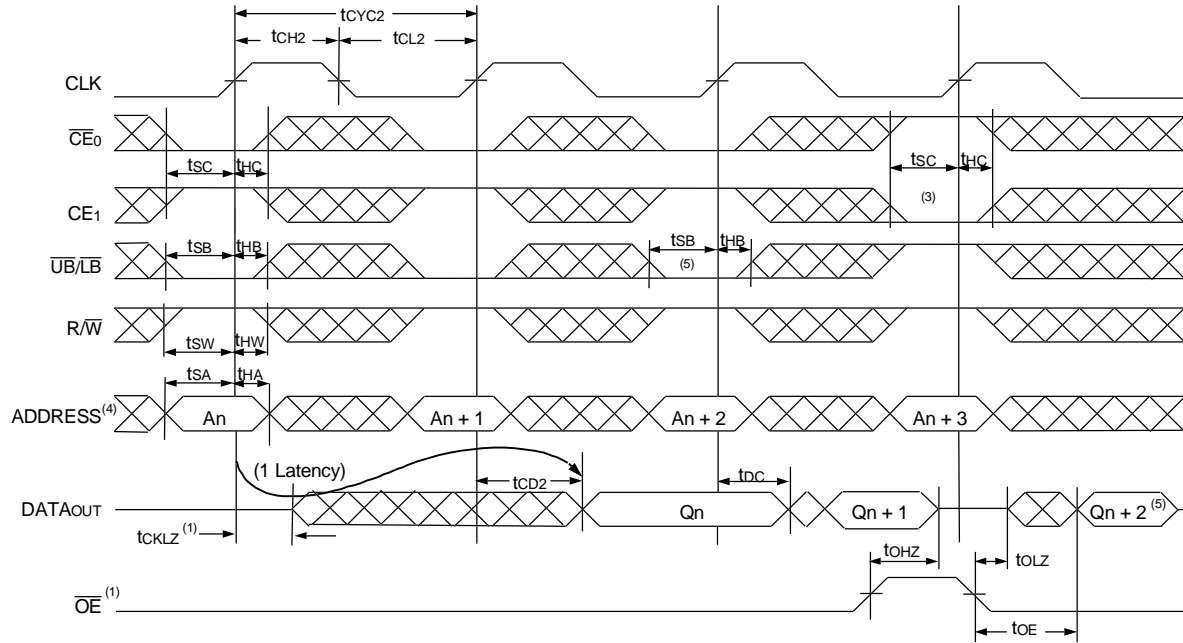 tCYC2
tCH2 tCL2
CLK
CE0
tSC tHC tSC tHC
CE1 (3)
tSB tHB tSB tHB
UB/LB (5)
R/W
tSW tHW
tSA tHA
ADDRESS(4) An An + 1 An + 2 An + 3
(1 Latency) tCD2 tDC
DATAOUT Qn Qn + 1 Qn + 2 (5)
tCKLZ (1)
tOHZ tOLZ
OE (1)
tOE